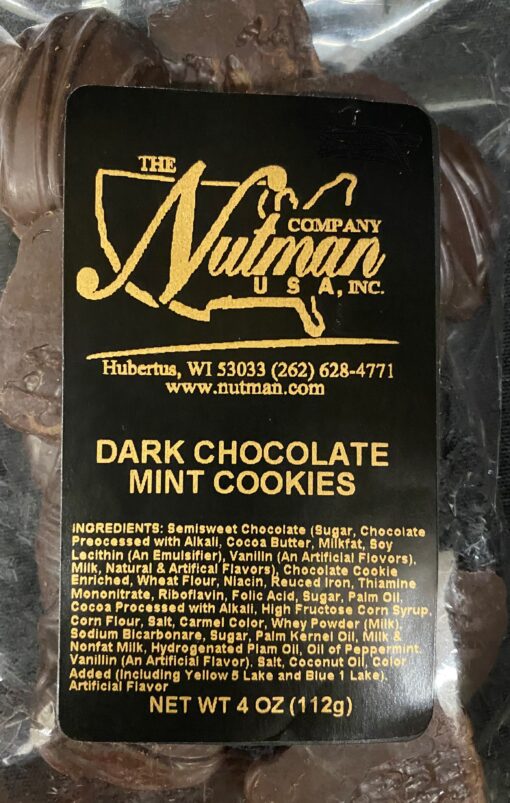 THE
Nutman
COMPANY
USA, INC.
Hubertus, WI 53033 (262) 628-4771
www.nutman.com
DARK CHOCOLATE
MINT COOKIES
INGREDIENTS: Semisweet Chocolate (Sugar, Chocolate
Preocessed with Alkali, Cocoa Butter, Milkfat, Soy
Lecithin (An Emulsifier), Vanillin (An Artificial Flovors),
Milk, Natural & Artifical Flavors), Chocolate Cookie
Enriched, Wheat Flour, Niacin, Reuced Iron, Thiamine
Mononitrate, Riboflavin, Folic Acid, Sugar, Palm Oil,
Cocoa Processed with Alkali, High Fructose Corn Syrup,
Corn Flour, Salt, Carmel Color, Whey Powder (Milk),
Sodium Bicarbonare, Sugar, Palm Kernel Oil, Milk &
Nonfat Milk, Hydrogenated Plam Oil, Oil of Peppermint,
Vanillin (An Artificial Flavor), Salt, Coconut Oil, Color
Added (Including Yellow 5 Lake and Blue 1 Lake),
Artificial Flavor
NET WT 4 OZ (112g)